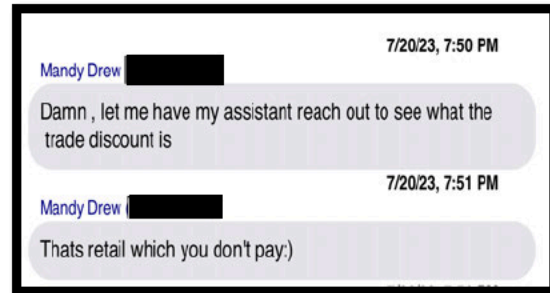 7/20/23, 7:50 PM
Mandy Drew
Damn , let me have my assistant reach out to see what the
trade discount is
7/20/23, 7:51 PM
Mandy Drew (
Thats retail which you don't pay:)